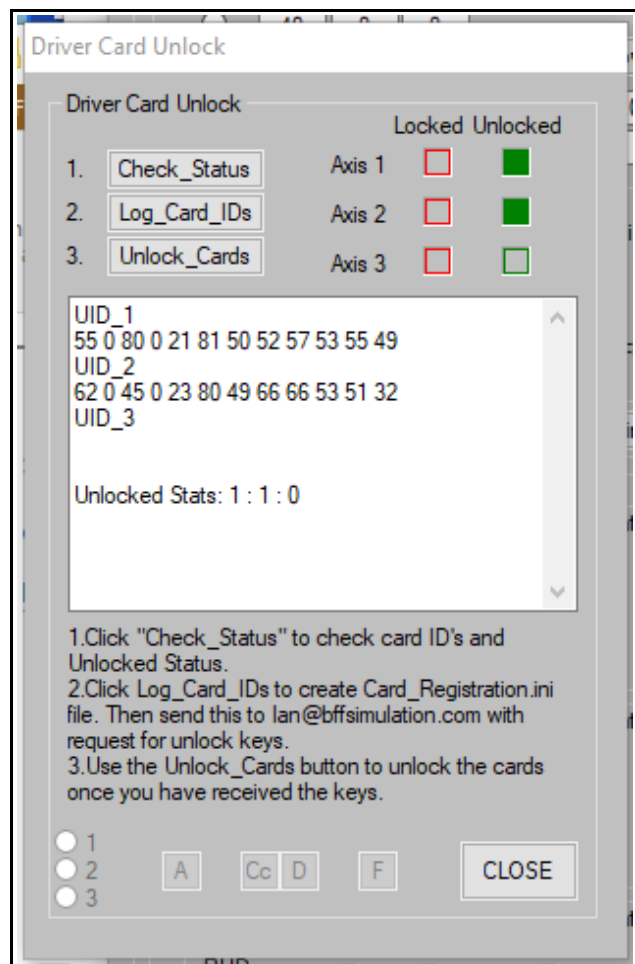 Driver Card Unlock
Driver Card Unlock
Locked Unlocked
1. Check_Status Axis 1
2. Log_Card_IDs Axis 2
3. Unlock_Cards Axis 3
UID_1
55 0 80 0 21 81 50 52 57 53 55 49
UID_2
62 0 45 0 23 80 49 66 66 53 51 32
UID_3
Unlocked Stats: 1 : 1 : 0
1.Click "Check_Status" to check card ID's and
Unlocked Status.
2.Click Log_Card_IDs to create Card_Registration.ini
file. Then send this to Ian@bffsimulation.com with
request for unlock keys.
3.Use the Unlock_Cards button to unlock the cards
once you have received the keys.
1
2
3
A Cc D F CLOSE